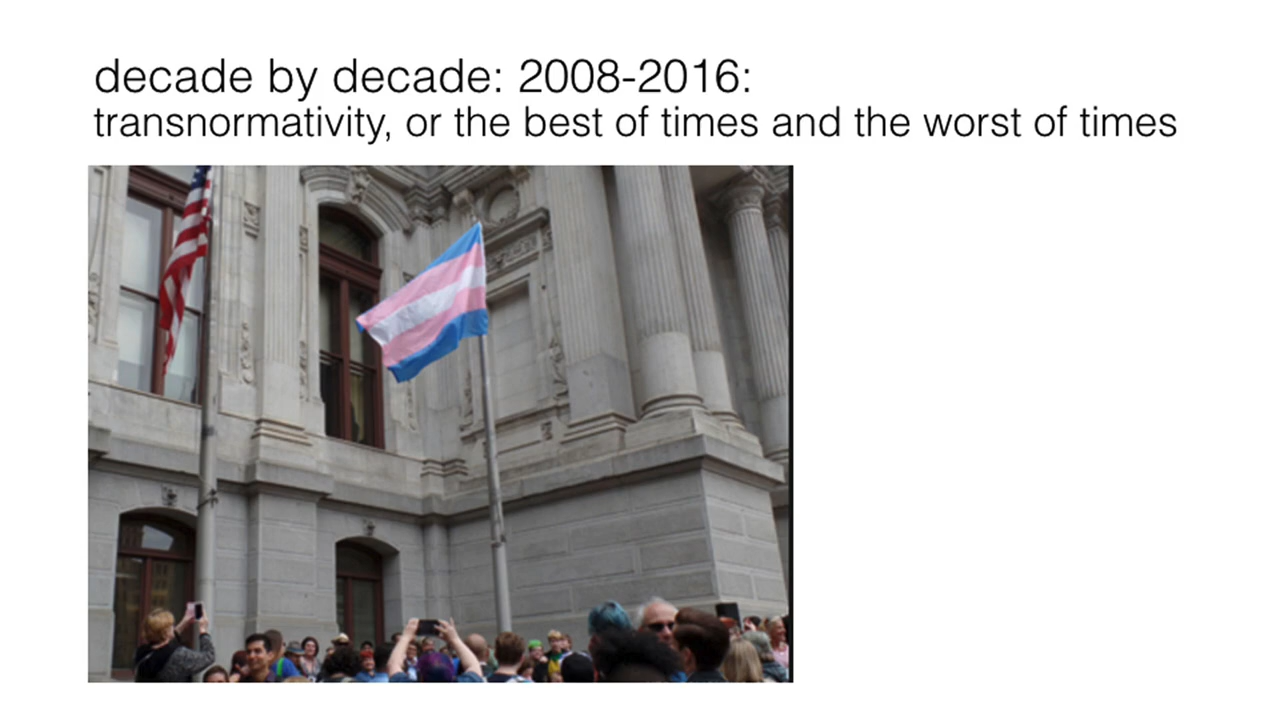 decade by decade: 2008-2016:
transnormativity, or the best of times and the worst of times